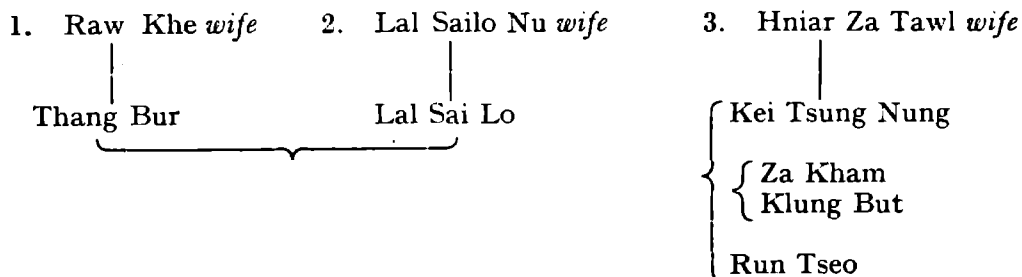 1. Raw Khe wife 2. Lal Sailo Nu wife 3. Hniar Za Tawl wife
Thang Bur Lal Sai Lo Kei Tsung Nung
Za Kham
Klung But
Run Tseo